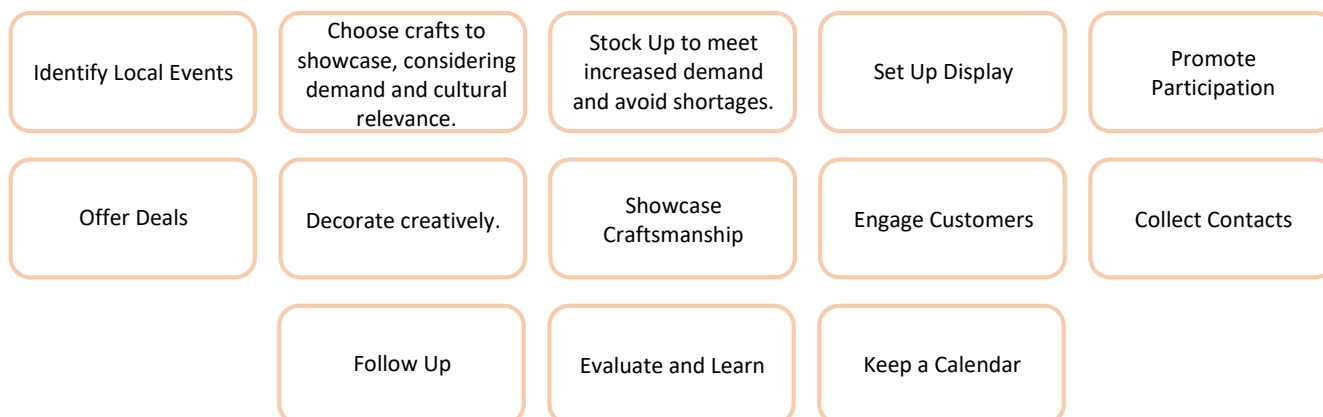 Identify Local Events
Choose crafts to
showcase, considering
demand and cultural
relevance.
Stock Up to meet
increased demand
and avoid shortages.
Set Up Display
Promote
Participation
Offer Deals
Decorate creatively.
Showcase
Craftsmanship
Engage Customers
Collect Contacts
Follow Up
Evaluate and Learn
Keep a Calendar